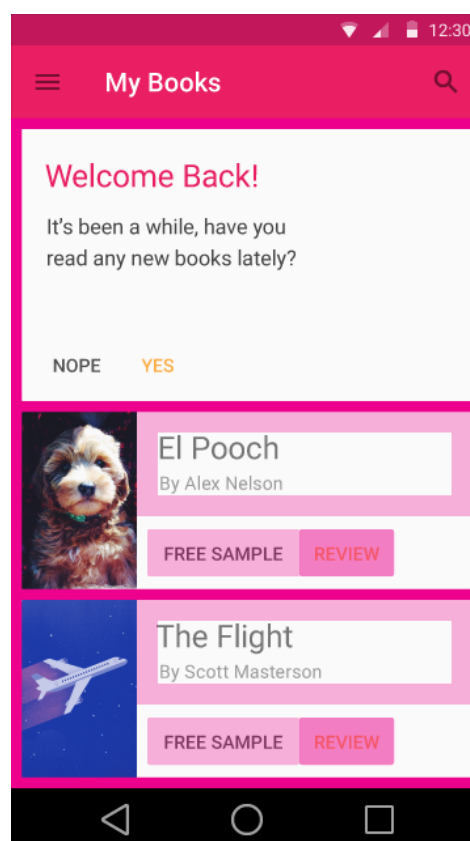 12:30
My Books
Welcome Back!
It's been a while, have you
read any new books lately?
NOPE YES
El Pooch
By Alex Nelson
FREE SAMPLE REVIEW
The Flight
By Scott Masterson
FREE SAMPLE REVIEW